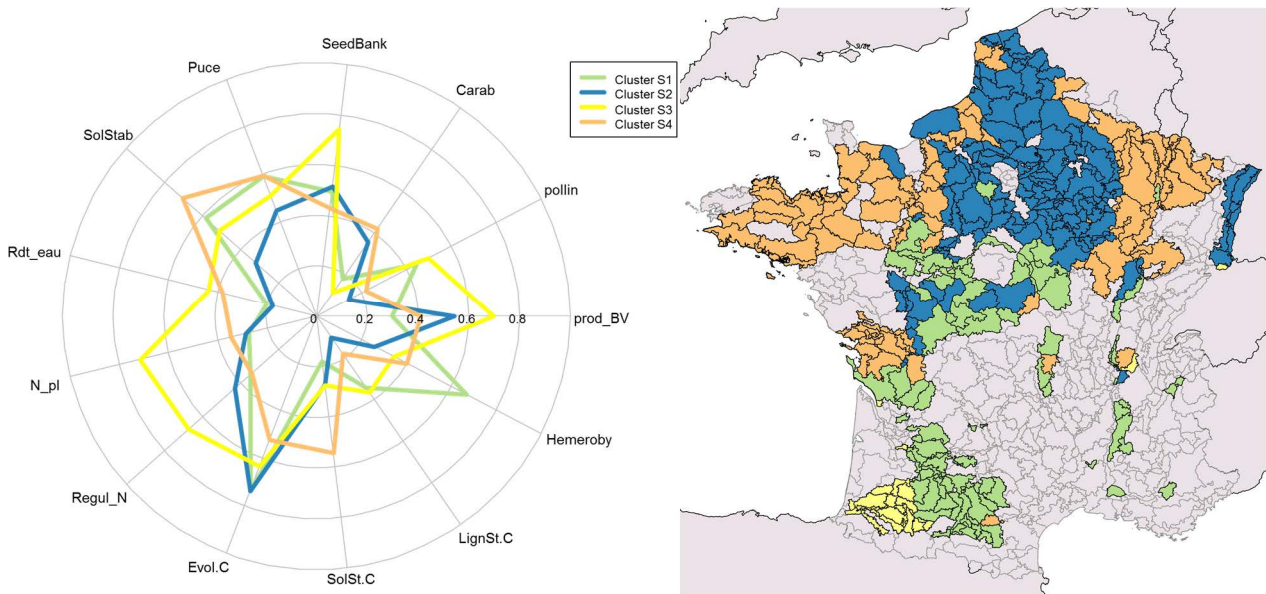 SeedBank
Puce
Carab
Cluster S1
Cluster S2
Cluster S3
Cluster S4
SolStab
pollin
Rdt_eau
0 0.2 0.4 0.6 0.8
prod_BV
N_pl
Hemeroby
Regul_N
LignSt.C
Evol.C
SolSt.C